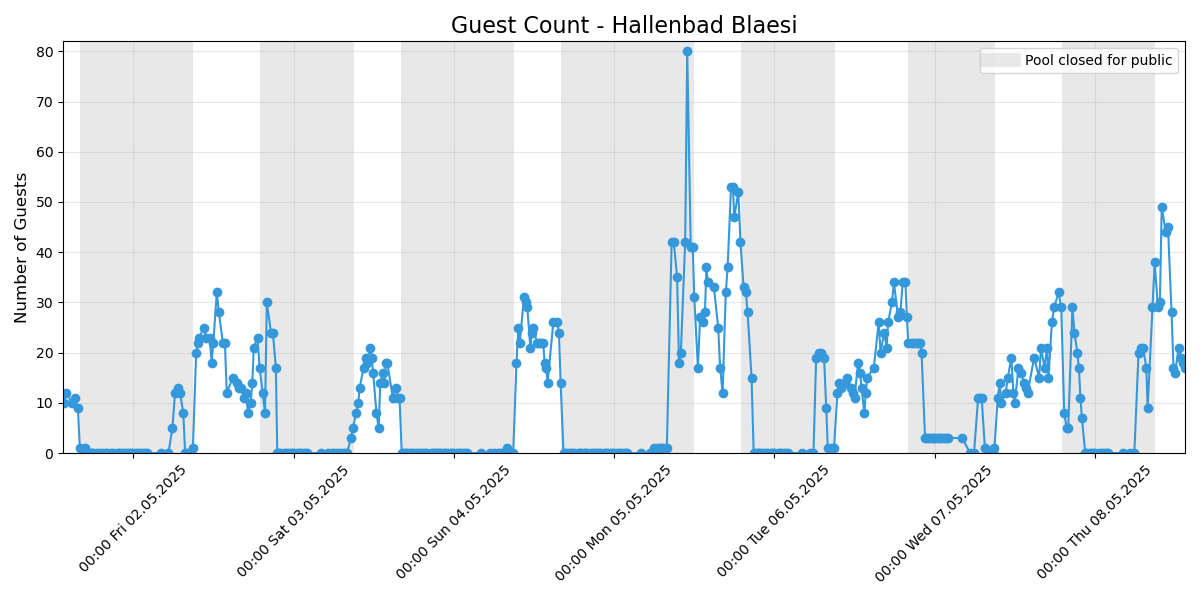 Guest Count - Hallenbad Blaesi
Pool closed for public
Number of Guests
80
70
60
50
40
30
20
10
0
00:00 Fri 02.05.2025
00:00 Sat 03.05.2025
00:00 Sun 04.05.2025
00:00 Mon 05.05.2025
00:00 Tue 06.05.2025
00:00 Wed 07.05.2025
00:00 Thu 08.05.2025